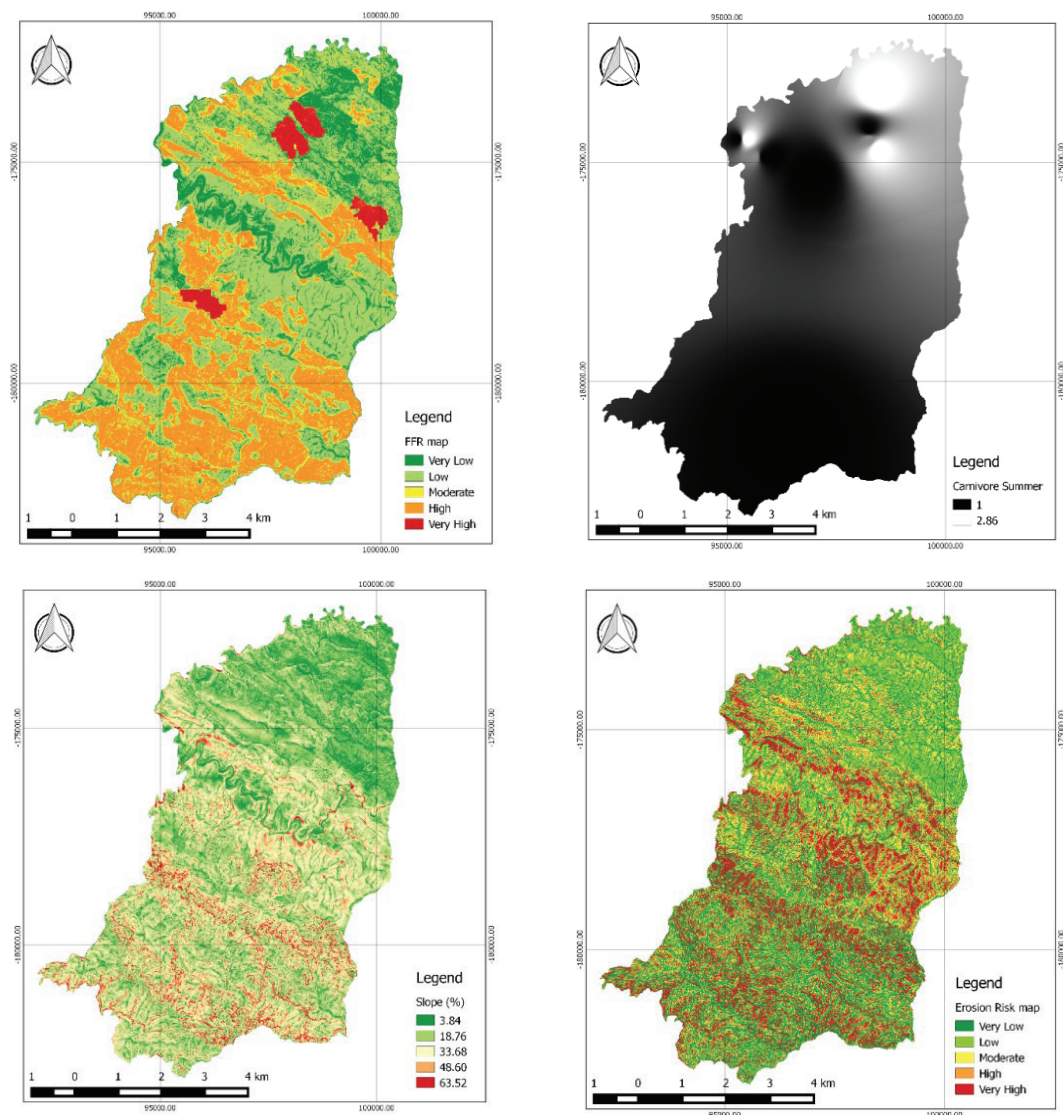 95000.00 100000.00
-175000.00
-180000.00
Legend
FFR map
Very Low
Low
Moderate
High
Very High
1 0 1 2 3 4 km
95000.00 100000.00
95000.00 100000.00
-175000.00
-180000.00
Legend
Carnivore Summer
1
2.86
1 0 1 2 3 4 km
95000.00 100000.00
95000.00 100000.00
-175000.00
-180000.00
Legend
Slope (%)
3.84
18.76
33.68
48.60
63.52
1 0 1 2 3 4 km
95000.00 100000.00
95000.00 100000.00
-175000.00
-180000.00
Legend
Erosion Risk map
Very Low
Low
Moderate
High
Very High
1 0 1 2 3 4 km
95000.00 100000.00